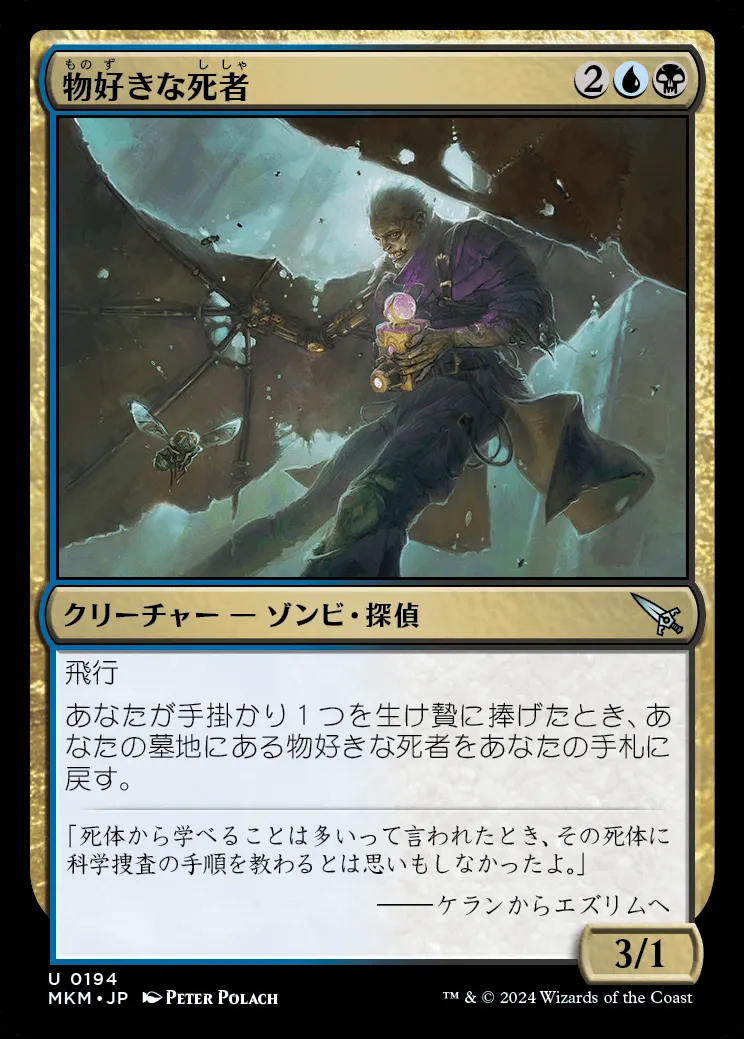 ものず ししゃ
物好きな死者 2
クリーチャー ― ゾンビ・探偵
飛行
あなたが手掛かり1つを生け贄に捧げたとき、あ
なたの墓地にある物好きな死者をあなたの手札に
戻す。
「死体から学べることは多いって言われたとき、その死体に
科学捜査の手順を教わるとは思いもしなかったよ。」
――ケランからエズリムへ
3/1
U 0194
MKM・JP PETER POLACH
™ & © 2024 Wizards of the Coast